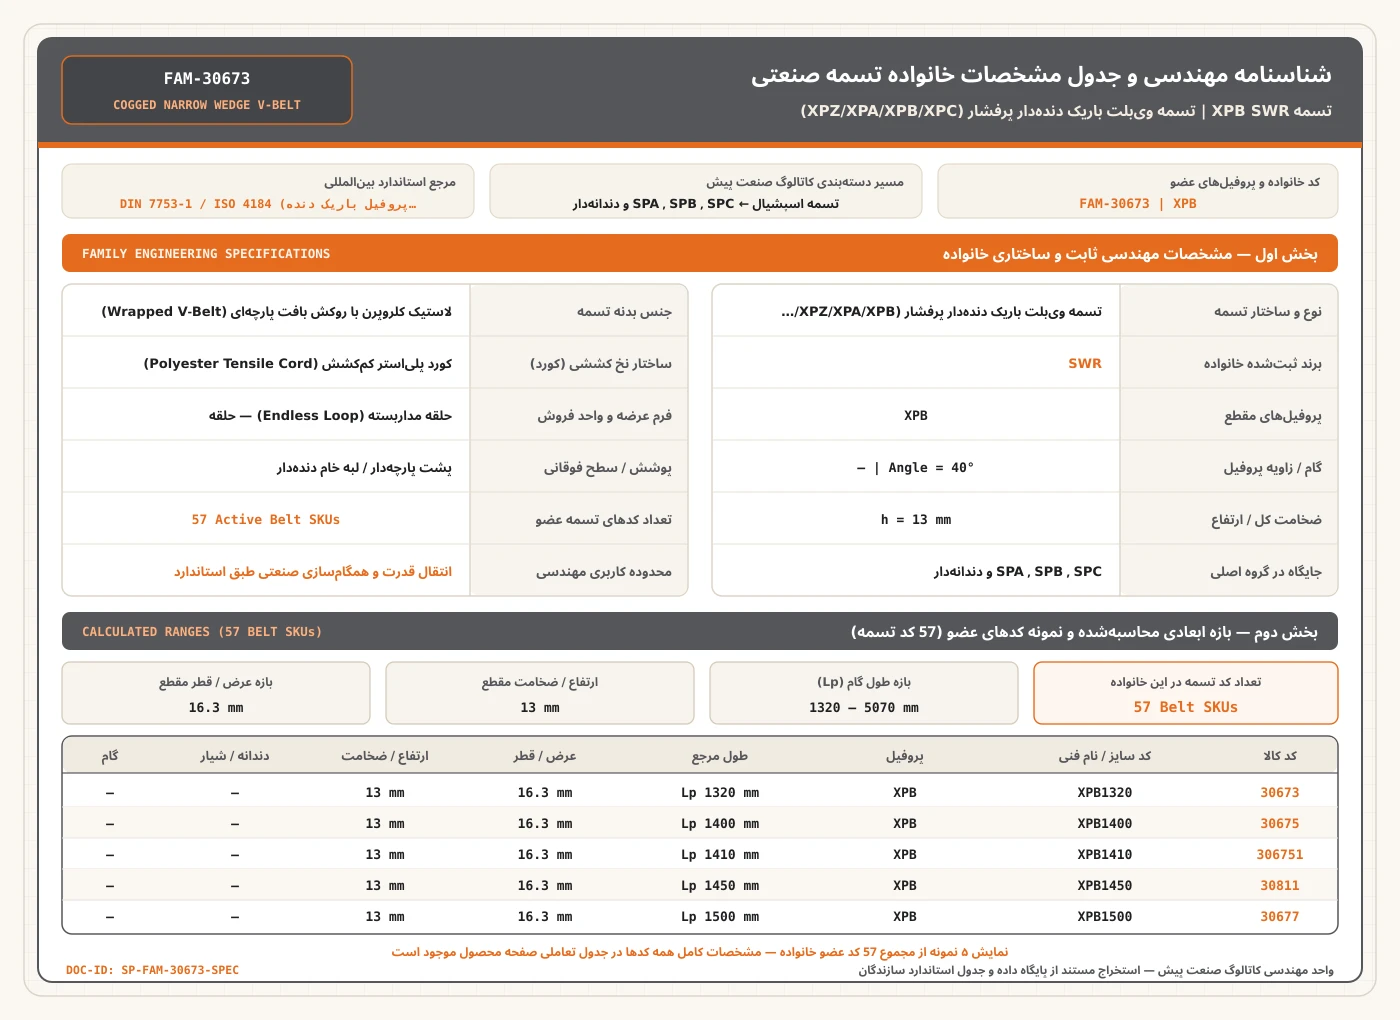 شناسنامه مهندسی و جدول مشخصات خانواده تسمه صنعتی
تسمه XPB SWR | تسمه وی‌بلت باریک دنده‌دار پرفشار (XPZ/XPA/XPB/XPC)
FAM-30673
COGGED NARROW WEDGE V-BELT
کد خانواده و پروفیل‌های عضو
FAM-30673 | XPB
مسیر دسته‌بندی کاتالوگ صنعت پیش
تسمه اسپشیال ← SPA , SPB , SPC و دندانه‌دار
مرجع استاندارد بین‌المللی
DIN 7753-1 / ISO 4184 (پروفیل باریک دنده…
بخش اول — مشخصات مهندسی ثابت و ساختاری خانواده
FAMILY ENGINEERING SPECIFICATIONS
نوع و ساختار تسمه
تسمه وی‌بلت باریک دنده‌دار پرفشار (XPZ/XPA/XPB/…
برند ثبت‌شده خانواده
SWR
پروفیل‌های مقطع
XPB
گام / زاویه پروفیل
— | Angle = 40°
ضخامت کل / ارتفاع
h = 13 mm
جایگاه در گروه اصلی
SPA , SPB , SPC و دندانه‌دار
جنس بدنه تسمه
لاستیک کلروپرن با روکش بافت پارچه‌ای (Wrapped V-Belt)
ساختار نخ کششی (کورد)
کورد پلی‌استر کم‌کشش (Polyester Tensile Cord)
فرم عرضه و واحد فروش
حلقه مداربسته (Endless Loop) — حلقه
پوشش / سطح فوقانی
پشت پارچه‌دار / لبه خام دنده‌دار
تعداد کدهای تسمه عضو
57 Active Belt SKUs
محدوده کاربری مهندسی
انتقال قدرت و همگام‌سازی صنعتی طبق استاندارد
بخش دوم — بازه ابعادی محاسبه‌شده و نمونه کدهای عضو (57 کد تسمه)
CALCULATED RANGES (57 BELT SKUs)
تعداد کد تسمه در این خانواده
57 Belt SKUs
بازه طول گام (Lp)
1320 — 5070 mm
ارتفاع / ضخامت مقطع
13 mm
بازه عرض / قطر مقطع
16.3 mm
کد کالا کد سایز / نام فنی پروفیل طول مرجع عرض / قطر ارتفاع / ضخامت دندانه / شیار گام
30673 XPB1320 XPB Lp 1320 mm 16.3 mm 13 mm — —
30675 XPB1400 XPB Lp 1400 mm 16.3 mm 13 mm — —
306751 XPB1410 XPB Lp 1410 mm 16.3 mm 13 mm — —
30811 XPB1450 XPB Lp 1450 mm 16.3 mm 13 mm — —
30677 XPB1500 XPB Lp 1500 mm 16.3 mm 13 mm — —
نمایش ۵ نمونه از مجموع 57 کد عضو خانواده — مشخصات کامل همه کدها در جدول تعاملی صفحه محصول موجود است
واحد مهندسی کاتالوگ صنعت پیش — استخراج مستند از پایگاه داده و جدول استاندارد سازندگان
DOC-ID: SP-FAM-30673-SPEC